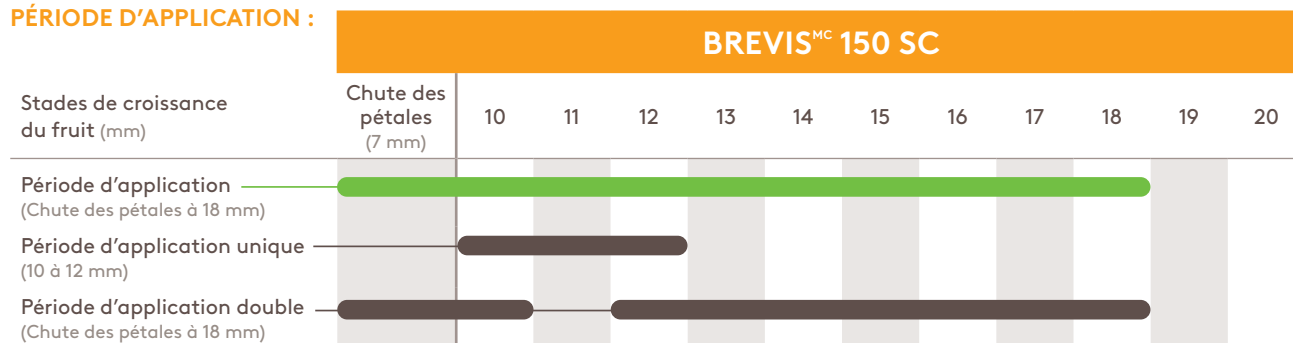 PÉRIODE D’APPLICATION :
BREVISᴹᶜ 150 SC
Stades de croissance
du fruit (mm)
Chute des
pétales
(7 mm)
10 11 12 13 14 15 16 17 18 19 20
Période d’application
(Chute des pétales à 18 mm)
Période d’application unique
(10 à 12 mm)
Période d’application double
(Chute des pétales à 18 mm)